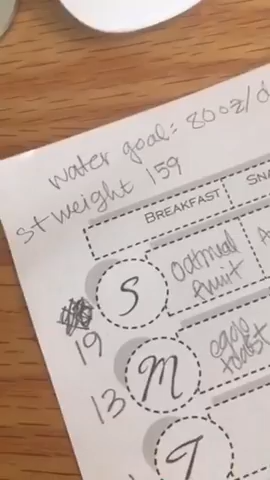 water goal: 80oz/d
st weight 159
BREAKFAST
SNA
S
oatmeal
fruit
A
19
M
eggs
toast
13
T